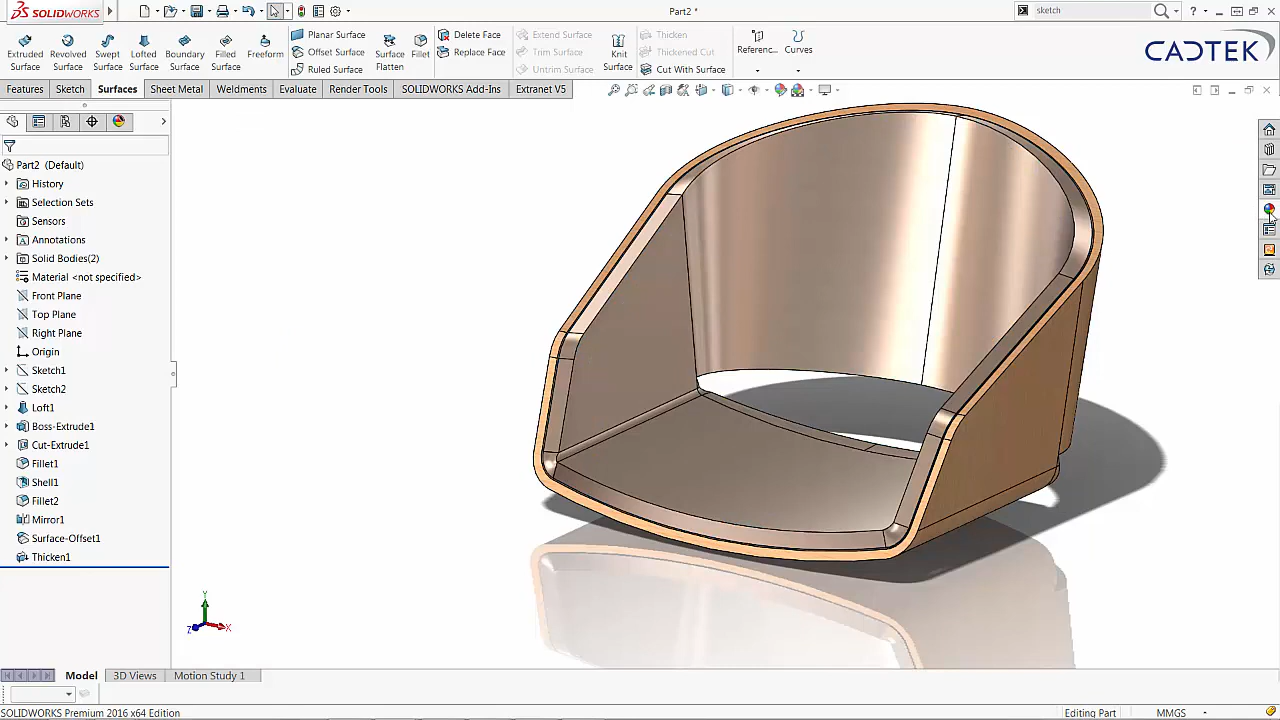 SOLIDWORKS
Part2 *
sketch
Extruded Surface
Revolved Surface
Swept Surface
Lofted Surface
Boundary Surface
Filled Surface
Freeform
Planar Surface
Offset Surface
Ruled Surface
Surface Flatten
Fillet
Delete Face
Replace Face
Extend Surface
Trim Surface
Untrim Surface
Knit Surface
Thicken
Thickened Cut
Cut With Surface
Referenc...
Curves
CADTEK
Features
Sketch
Surfaces
Sheet Metal
Weldments
Evaluate
Render Tools
SOLIDWORKS Add-Ins
Extranet V5
Part2 (Default)
History
Selection Sets
Sensors
Annotations
Solid Bodies(2)
Material <not specified>
Front Plane
Top Plane
Right Plane
Origin
Sketch1
Sketch2
Loft1
Boss-Extrude1
Cut-Extrude1
Fillet1
Shell1
Fillet2
Mirror1
Surface-Offset1
Thicken1
Y
Z
X
Model
3D Views
Motion Study 1
SOLIDWORKS Premium 2016 x64 Edition
Editing Part
MMGS